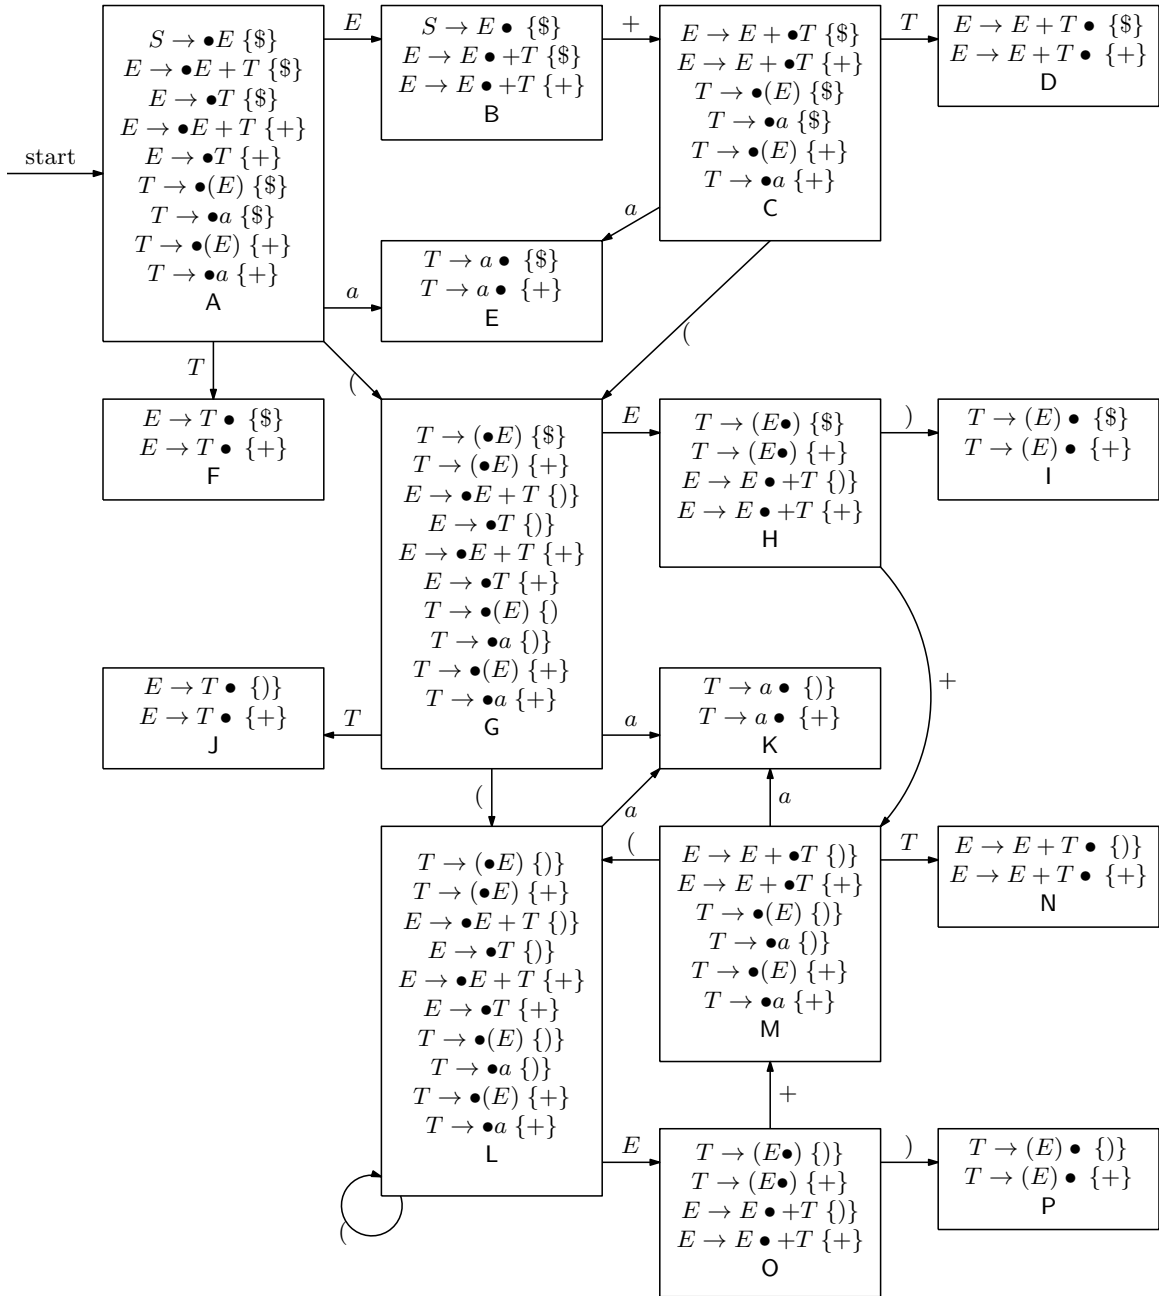 start
S → •E {$}
E → •E + T {$}
E → •T {$}
E → •E + T {+}
E → •T {+}
T → •(E) {$}
T → •a {$}
T → •(E) {+}
T → •a {+}
A
E
S → E • {$}
E → E • +T {$}
E → E • +T {+}
B
+
E → E + •T {$}
E → E + •T {+}
T → •(E) {$}
T → •a {$}
T → •(E) {+}
T → •a {+}
C
T
E → E + T • {$}
E → E + T • {+}
D
a
a
T → a • {$}
T → a • {+}
E
T
(
(
E → T • {$}
E → T • {+}
F
T → (•E) {$}
T → (•E) {+}
E → •E + T {)}
E → •T {)}
E → •E + T {+}
E → •T {+}
T → •(E) {)
T → •a {)}
T → •(E) {+}
T → •a {+}
G
E
T → (E•) {$}
T → (E•) {+}
E → E • +T {)}
E → E • +T {+}
H
)
T → (E) • {$}
T → (E) • {+}
I
+
E → T • {)}
E → T • {+}
J
T
a
T → a • {)}
T → a • {+}
K
(
a
a
T → (•E) {)}
T → (•E) {+}
E → •E + T {)}
E → •T {)}
E → •E + T {+}
E → •T {+}
T → •(E) {)}
T → •a {)}
T → •(E) {+}
T → •a {+}
L
(
E → E + •T {)}
E → E + •T {+}
T → •(E) {)}
T → •a {)}
T → •(E) {+}
T → •a {+}
M
T
E → E + T • {)}
E → E + T • {+}
N
+
(
E
T → (E•) {)}
T → (E•) {+}
E → E • +T {)}
E → E • +T {+}
O
)
T → (E) • {)}
T → (E) • {+}
P